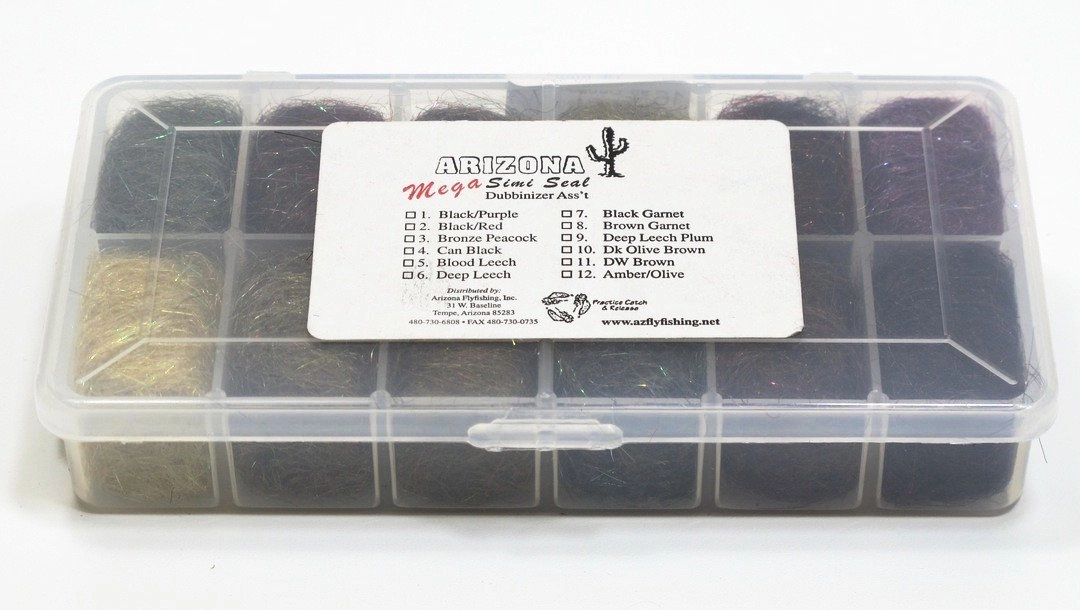 ARIZONA
Mega Simi Seal
Dubbinizer Ass't
1. Black/Purple
2. Black/Red
3. Bronze Peacock
4. Can Black
5. Blood Leech
6. Deep Leech
7. Black Garnet
8. Brown Garnet
9. Deep Leech Plum
10. Dk Olive Brown
11. DW Brown
12. Amber/Olive
Distributed by:
Arizona Flyfishing, Inc.
31 W. Baseline
Tempe, Arizona 85283
480-730-6808 • FAX 480-730-0735
Practice Catch
& Release
www.azflyfishing.net